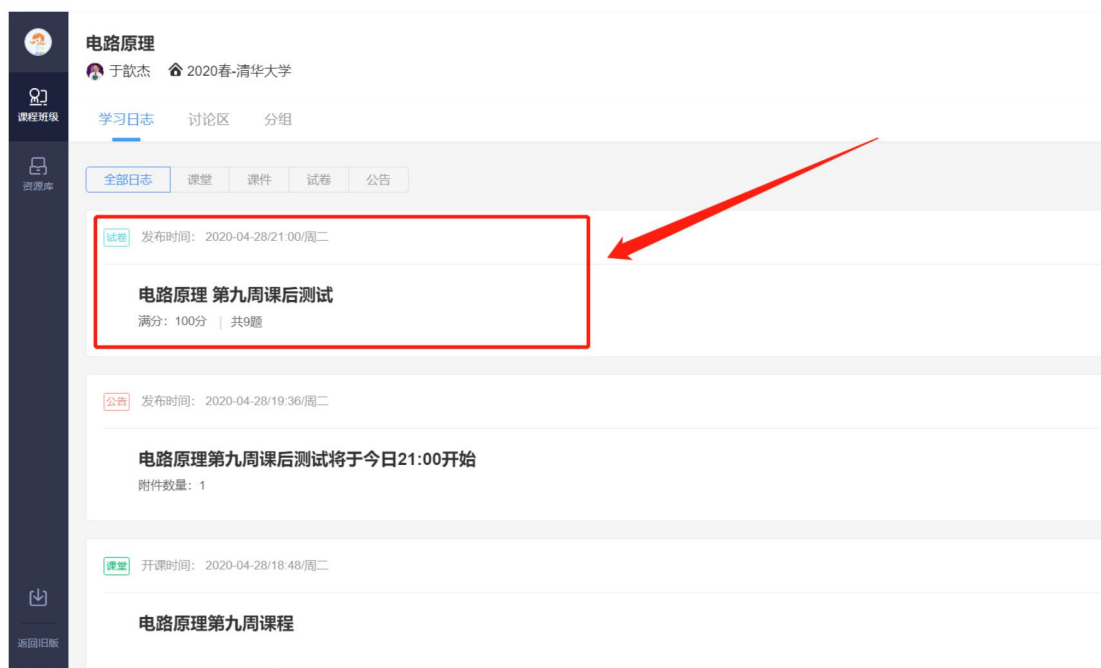 电路原理
于歆杰 2020春-清华大学
课程班级
学习日志 讨论区 分组
资源库
全部日志 课堂 课件 试卷 公告
试卷 发布时间: 2020-04-28/21:00/周二
电路原理 第九周课后测试
满分: 100分 | 共9题
公告 发布时间: 2020-04-28/19:36/周二
电路原理第九周课后测试将于今日21:00开始
附件数量: 1
课堂 开课时间: 2020-04-28/18:48/周二
电路原理第九周课程
返回旧版